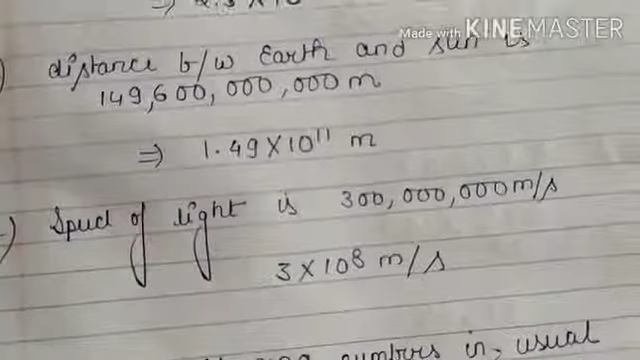 Made with KINEMASTER
distance b/w Earth and sun is
149,600,000,000 m
⇒ 1.49 × 10¹¹ m
Speed of light is 300,000,000 m/s
3 × 10⁸ m/s
numbers in, usual